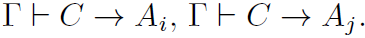 Γ ⊢ C → A_i, Γ ⊢ C → A_j.